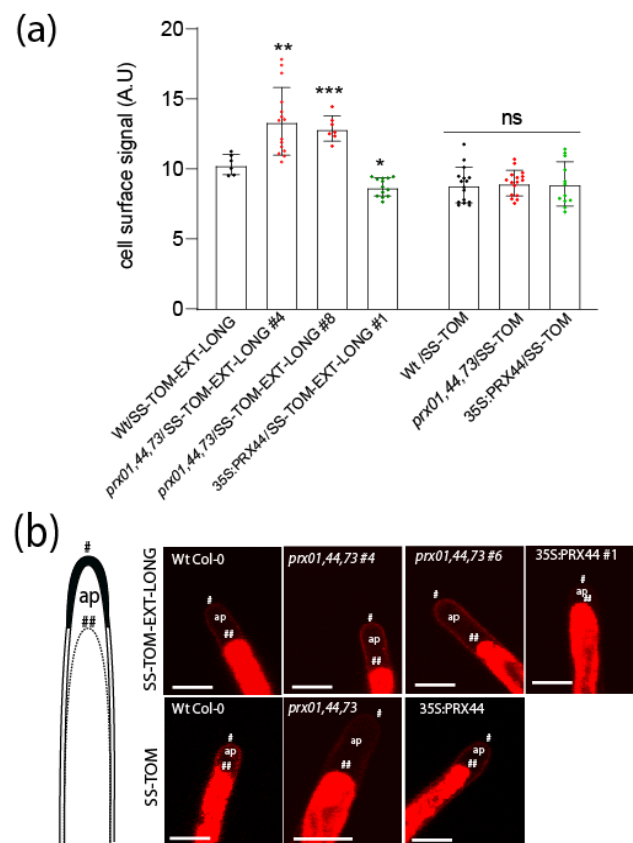 (a)
cell surface signal (A.U)
20
15
10
5
0
**
***
*
ns
Wt/SS-TOM-EXT-LONG
prx01,44,73/SS-TOM-EXT-LONG #4
prx01,44,73/SS-TOM-EXT-LONG #8
35S:PRX44/SS-TOM-EXT-LONG #1
Wt /SS-TOM
prx01,44,73/SS-TOM
35S:PRX44/SS-TOM
(b)
#
ap
##
SS-TOM-EXT-LONG
Wt Col-0
#
ap
##
prx01,44,73 #4
#
ap
##
prx01,44,73 #6
#
ap
##
35S:PRX44 #1
#
ap
##
SS-TOM
Wt Col-0
#
ap
##
prx01,44,73
#
ap
##
35S:PRX44
#
ap
##